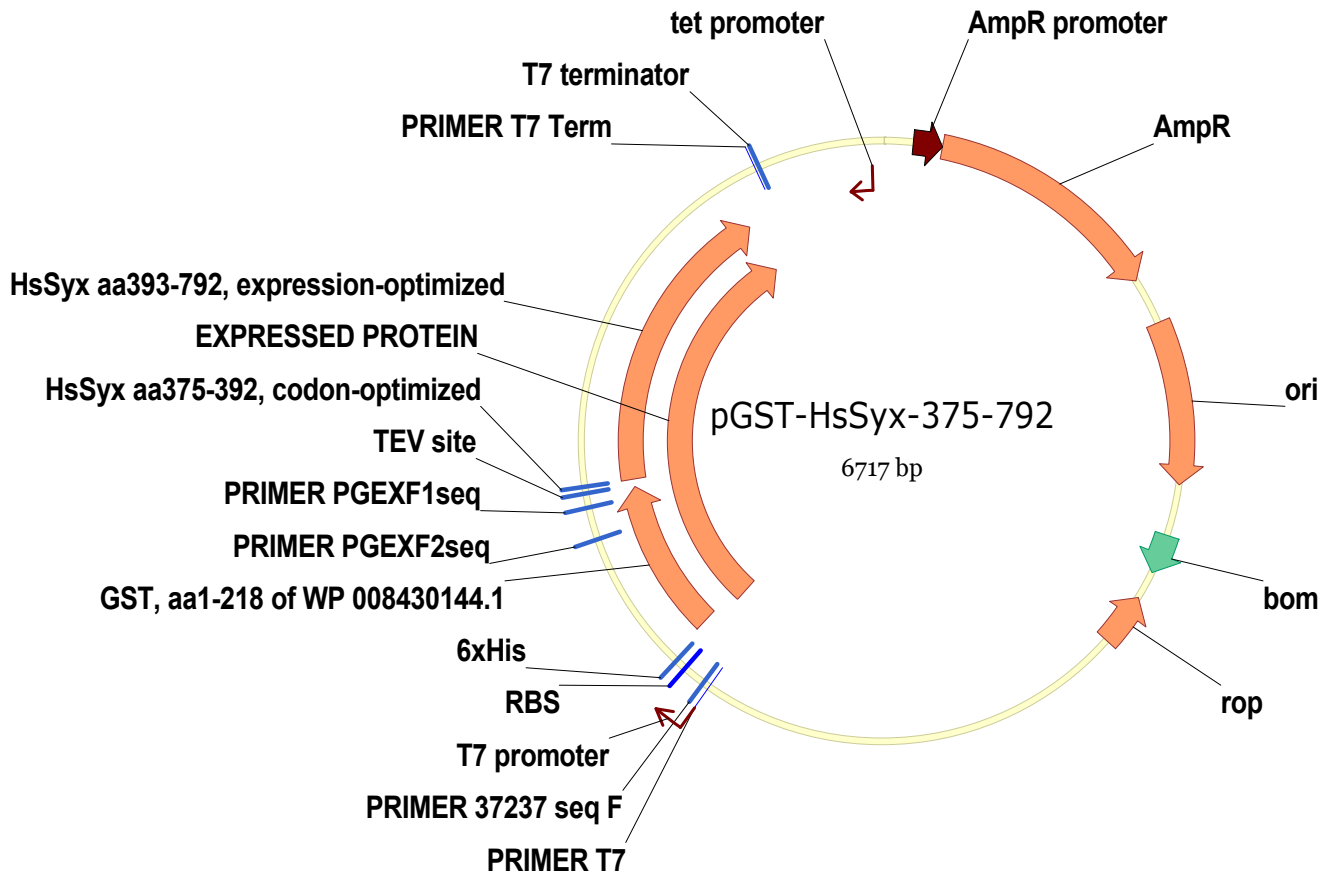 tet promoter
AmpR promoter
T7 terminator
PRIMER T7 Term
AmpR
HsSyx aa393-792, expression-optimized
EXPRESSED PROTEIN
HsSyx aa375-392, codon-optimized
ori
pGST-HsSyx-375-792
TEV site
6717 bp
PRIMER PGEXF1seq
PRIMER PGEXF2seq
GST, aa1-218 of WP 008430144.1
bom
6xHis
RBS
rop
T7 promoter
PRIMER 37237 seq F
PRIMER T7